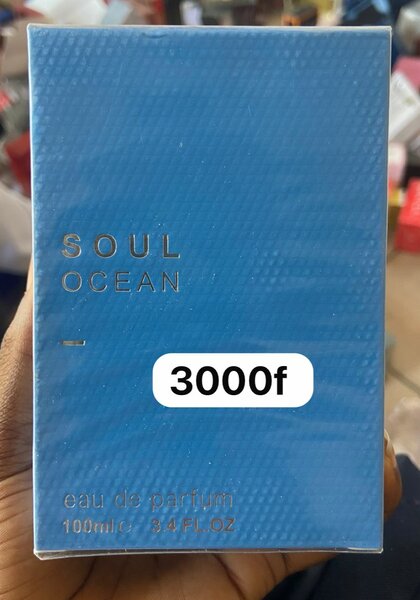 SOUL
OCEAN
3000f
eau de parfum
100ml.e 3.4 FL.OZ